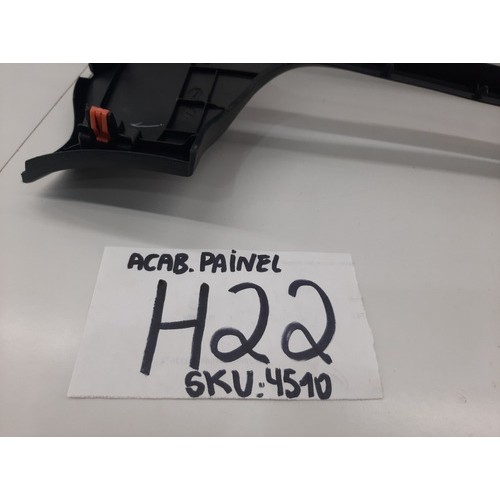 ACAB. PAINEL
H22
SKU: 4510